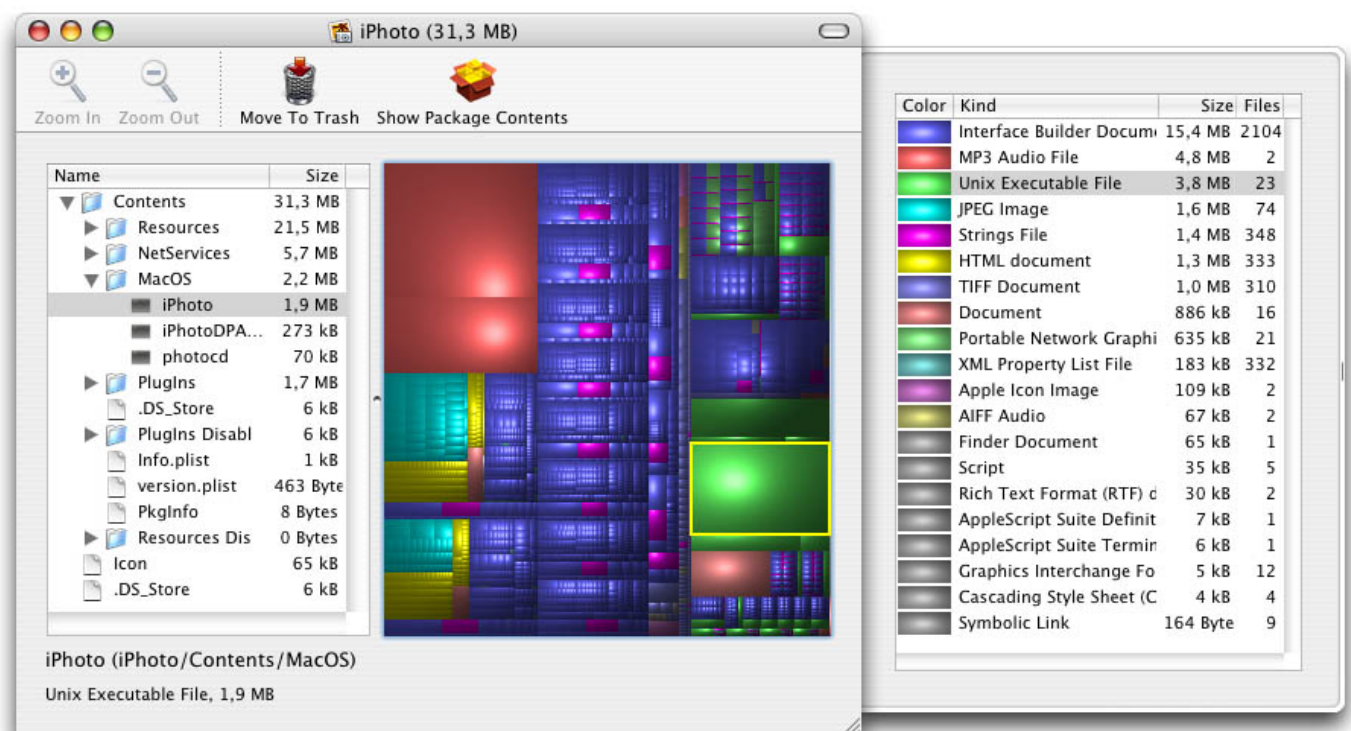 iPhoto (31,3 MB)
Zoom In Zoom Out Move To Trash Show Package Contents
Name Size
Contents 31,3 MB
Resources 21,5 MB
NetServices 5,7 MB
MacOS 2,2 MB
iPhoto 1,9 MB
iPhotoDPA... 273 kB
photocd 70 kB
PlugIns 1,7 MB
.DS_Store 6 kB
PlugIns Disabl 6 kB
Info.plist 1 kB
version.plist 463 Byte
PkgInfo 8 Bytes
Resources Dis 0 Bytes
Icon 65 kB
.DS_Store 6 kB
iPhoto (iPhoto/Contents/MacOS)
Unix Executable File, 1,9 MB
Color Kind Size Files
Interface Builder Docum 15,4 MB 2104
MP3 Audio File 4,8 MB 2
Unix Executable File 3,8 MB 23
JPEG Image 1,6 MB 74
Strings File 1,4 MB 348
HTML document 1,3 MB 333
TIFF Document 1,0 MB 310
Document 886 kB 16
Portable Network Graphi 635 kB 21
XML Property List File 183 kB 332
Apple Icon Image 109 kB 2
AIFF Audio 67 kB 2
Finder Document 65 kB 1
Script 35 kB 5
Rich Text Format (RTF) d 30 kB 2
AppleScript Suite Definit 7 kB 1
AppleScript Suite Termin 6 kB 1
Graphics Interchange Fo 5 kB 12
Cascading Style Sheet (C 4 kB 4
Symbolic Link 164 Byte 9